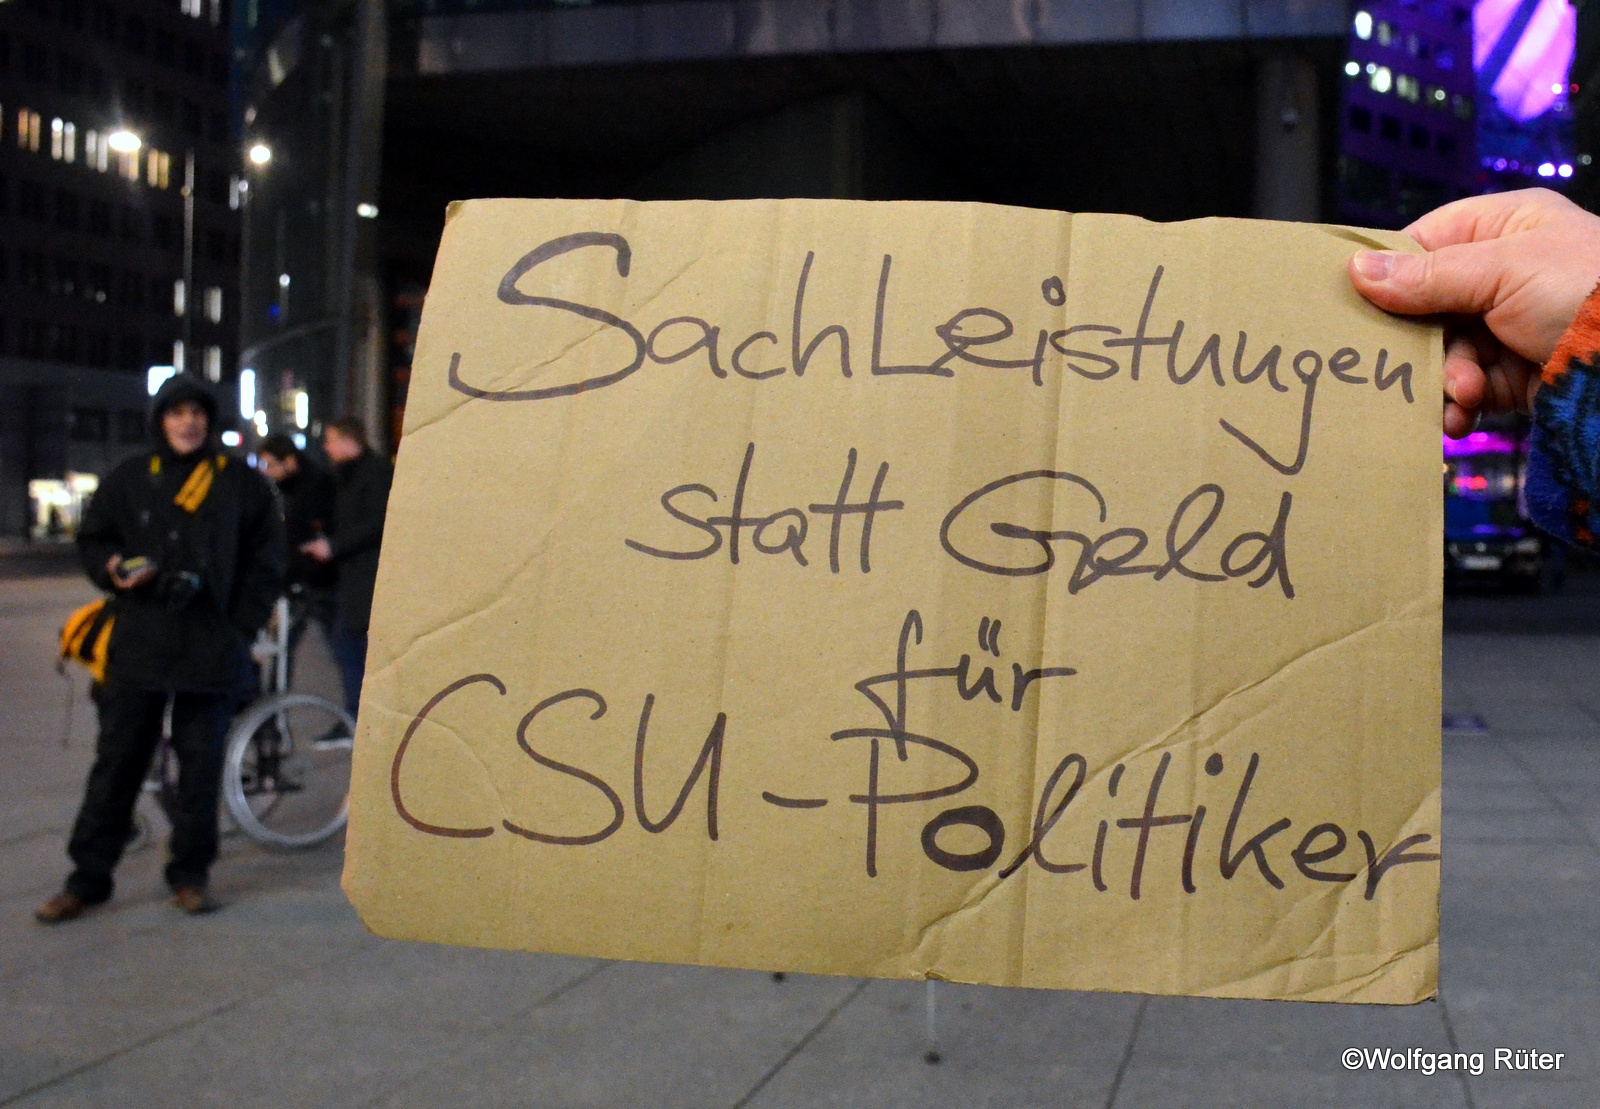 SachLeistungen
statt Geld
für
CSU-Politiker
©Wolfgang Rüter